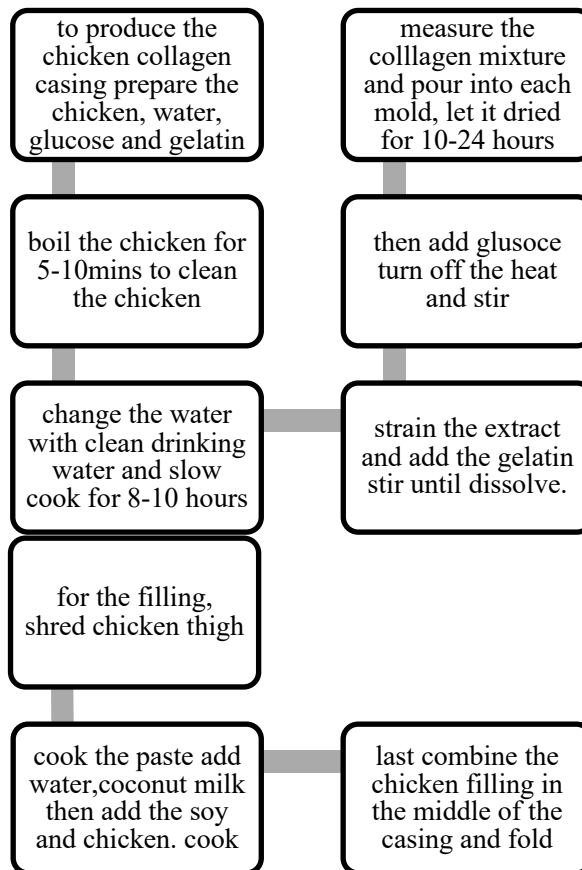 to produce the
chicken collagen
casing prepare the
chicken, water,
glucose and gelatin
boil the chicken for
5-10mins to clean
the chicken
change the water
with clean drinking
water and slow
cook for 8-10 hours
strain the extract
and add the gelatin
stir until dissolve.
then add glusoce
turn off the heat
and stir
measure the
colllagen mixture
and pour into each
mold, let it dried
for 10-24 hours
for the filling,
shred chicken thigh
cook the paste add
water,coconut milk
then add the soy
and chicken. cook
last combine the
chicken filling in
the middle of the
casing and fold